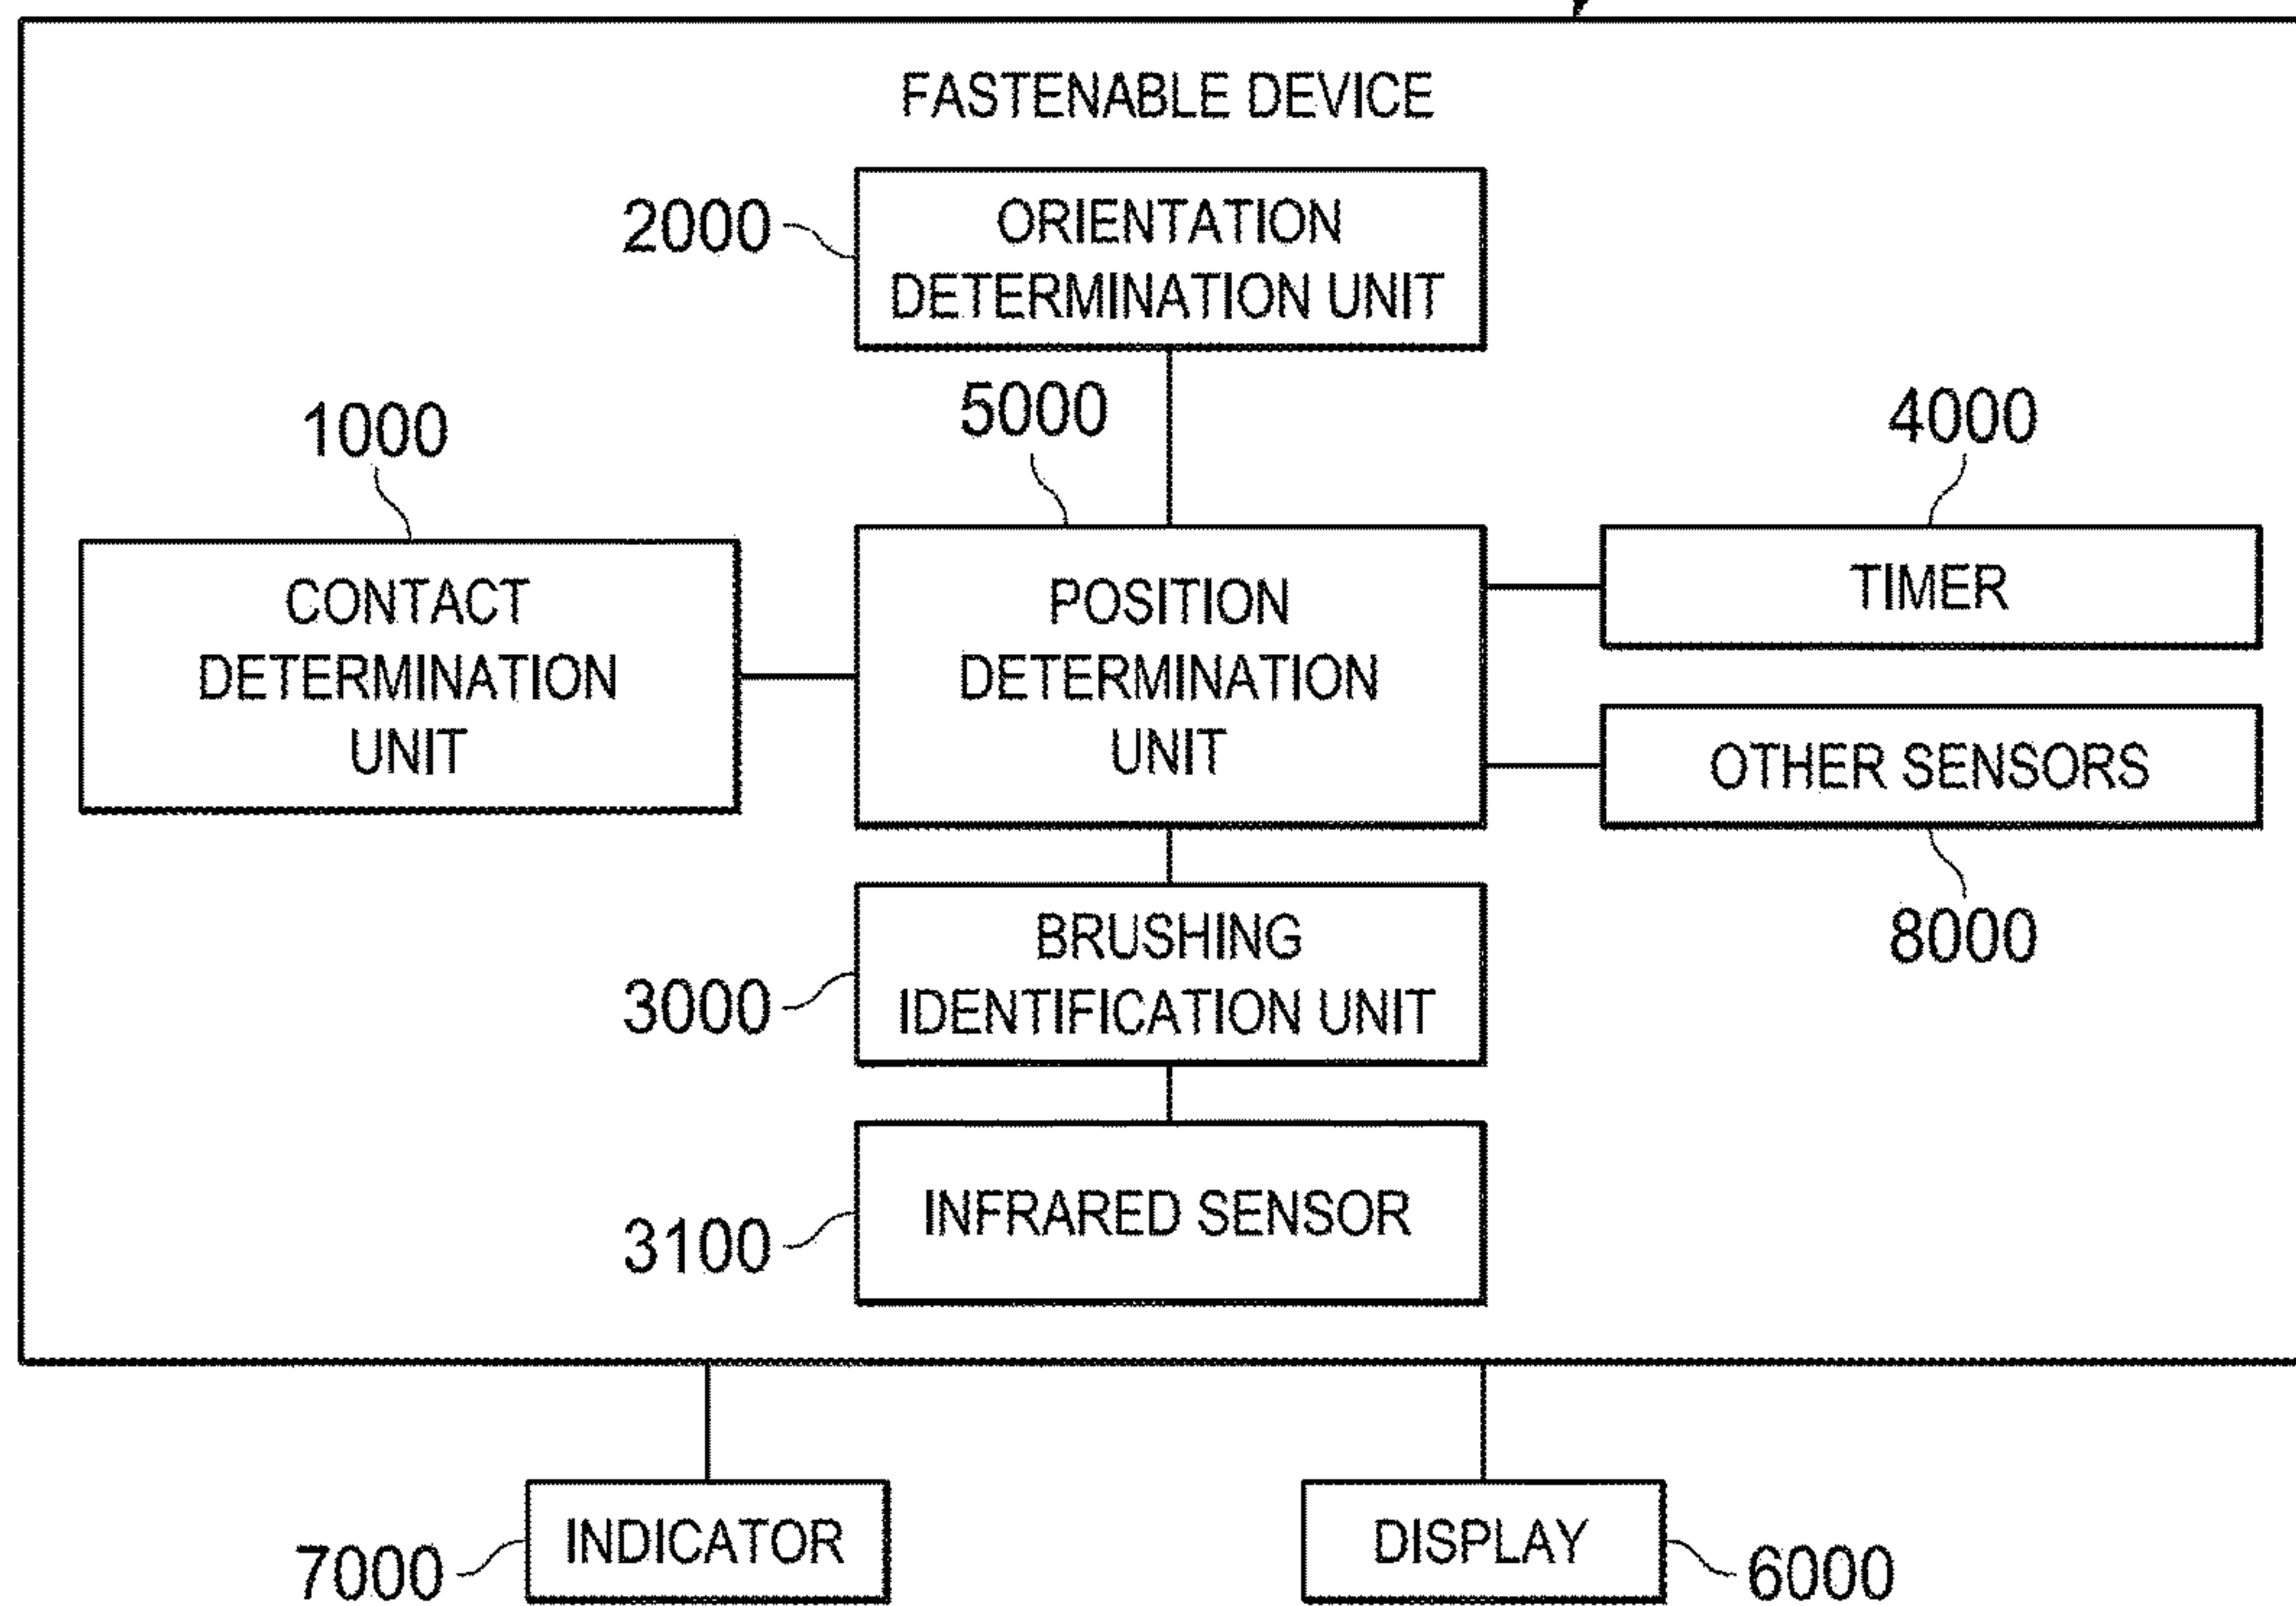 FASTENABLE DEVICE
2000
ORIENTATION
DETERMINATION UNIT
1000
5000
4000
CONTACT
DETERMINATION
UNIT
POSITION
DETERMINATION
UNIT
TIMER
OTHER SENSORS
8000
3000
BRUSHING
IDENTIFICATION UNIT
3100
INFRARED SENSOR
7000
INDICATOR
DISPLAY
6000